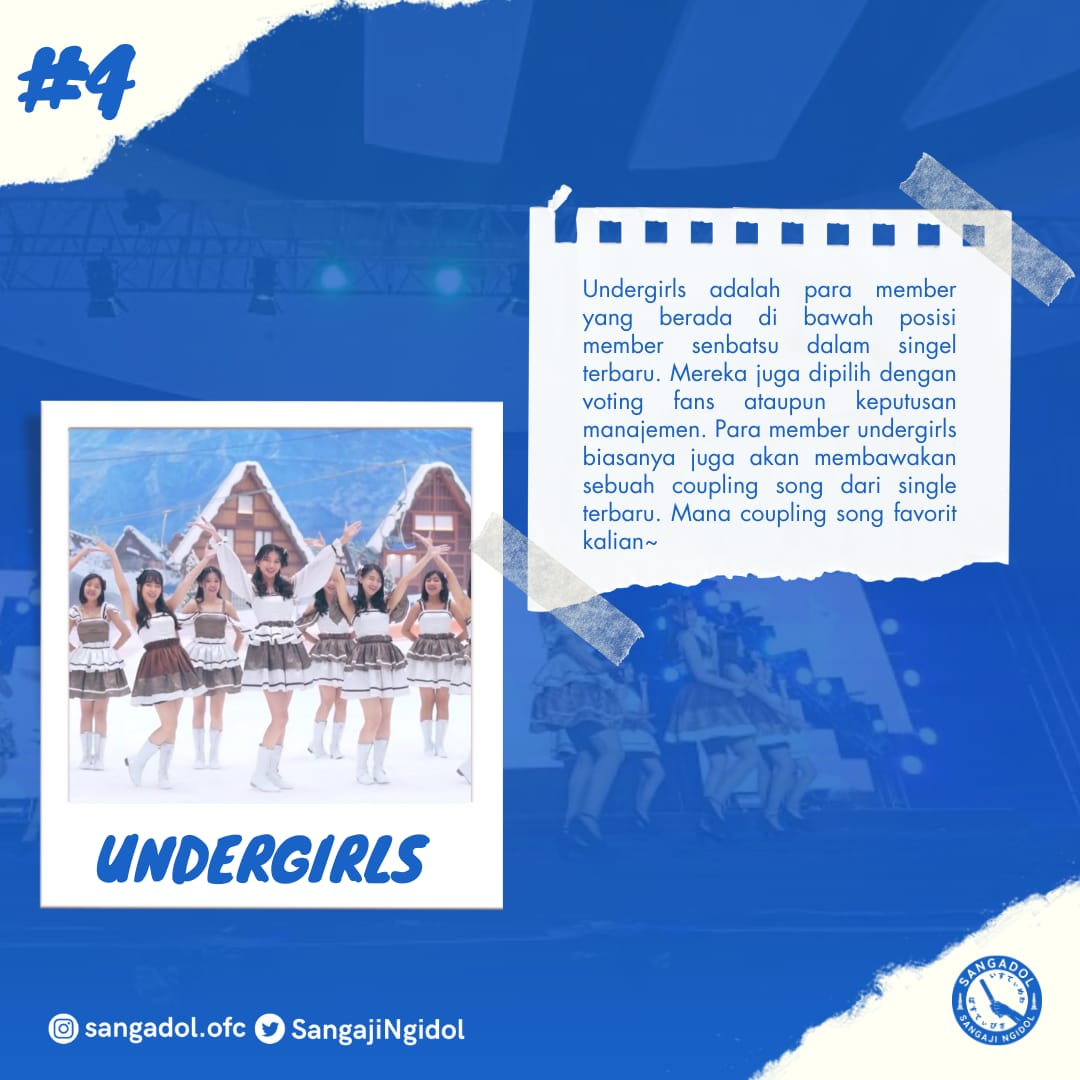 #4
Undergirls adalah para member
yang berada di bawah posisi
member senbatsu dalam singel
terbaru. Mereka juga dipilih dengan
voting fans ataupun keputusan
manajemen. Para member undergirls
biasanya juga akan membawakan
sebuah coupling song dari single
terbaru. Mana coupling song favorit
kalian~
UNDERGIRLS
sangadol.ofc SangajiNgidol
SANGADOL
SANGAJI NGIDOL